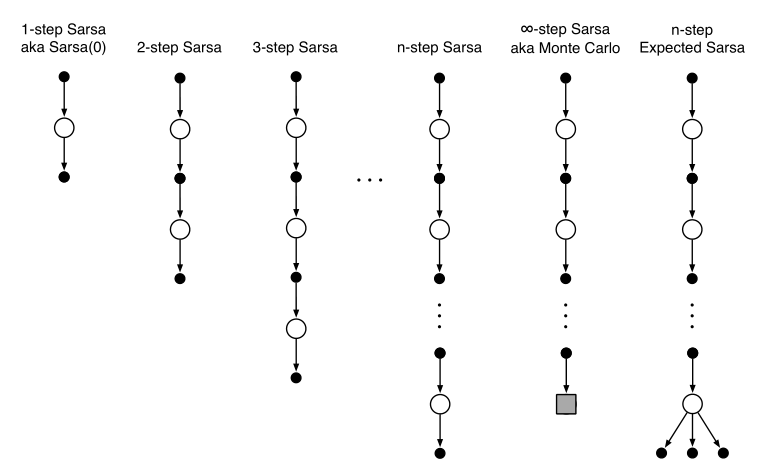 1-step Sarsa
aka Sarsa(0)
2-step Sarsa
3-step Sarsa
n-step Sarsa
∞-step Sarsa
aka Monte Carlo
n-step
Expected Sarsa